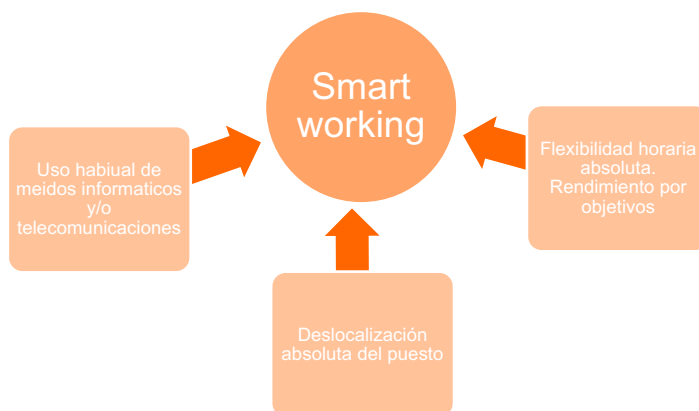 Smart
working
Uso habiual de
meidos informaticos
y/o
telecomunicaciones
Flexibilidad horaria
absoluta.
Rendimiento por
objetivos
Deslocalización
absoluta del puesto